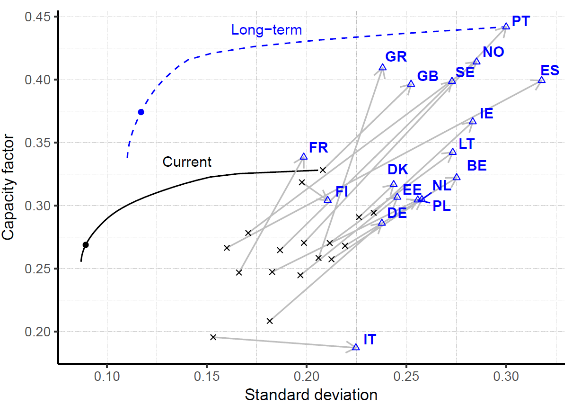 0.45
0.40
0.35
0.30
0.25
0.20
Capacity factor
Long−term
PT
GR
NO
GB
SE
ES
IE
Current
FR
LT
DK
BE
FI
EE
NL
DE
PL
IT
0.10
0.15
0.20
0.25
0.30
Standard deviation